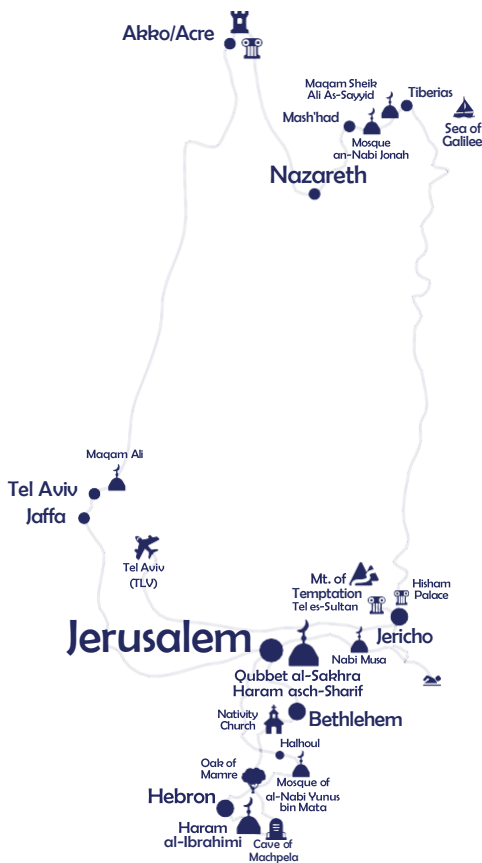 Akko/Acre
Maqam Sheik
Ali As-Sayyid
Tiberias
Mash'had
Sea of
Galilee
Mosque
an-Nabi Jonah
Nazareth
Maqam Ali
Tel Aviv
Jaffa
Tel Aviv
(TLV)
Mt. of
Temptation
Tel es-Sultan
Hisham
Palace
Jerusalem
Jericho
Nabi Musa
Qubbet al-Sakhra
Haram asch-Sharif
Nativity
Church
Bethlehem
Halhoul
Oak of
Mamre
Mosque of
al-Nabi Yunus
bin Mata
Hebron
Haram
al-Ibrahimi
Cave of
Machpela